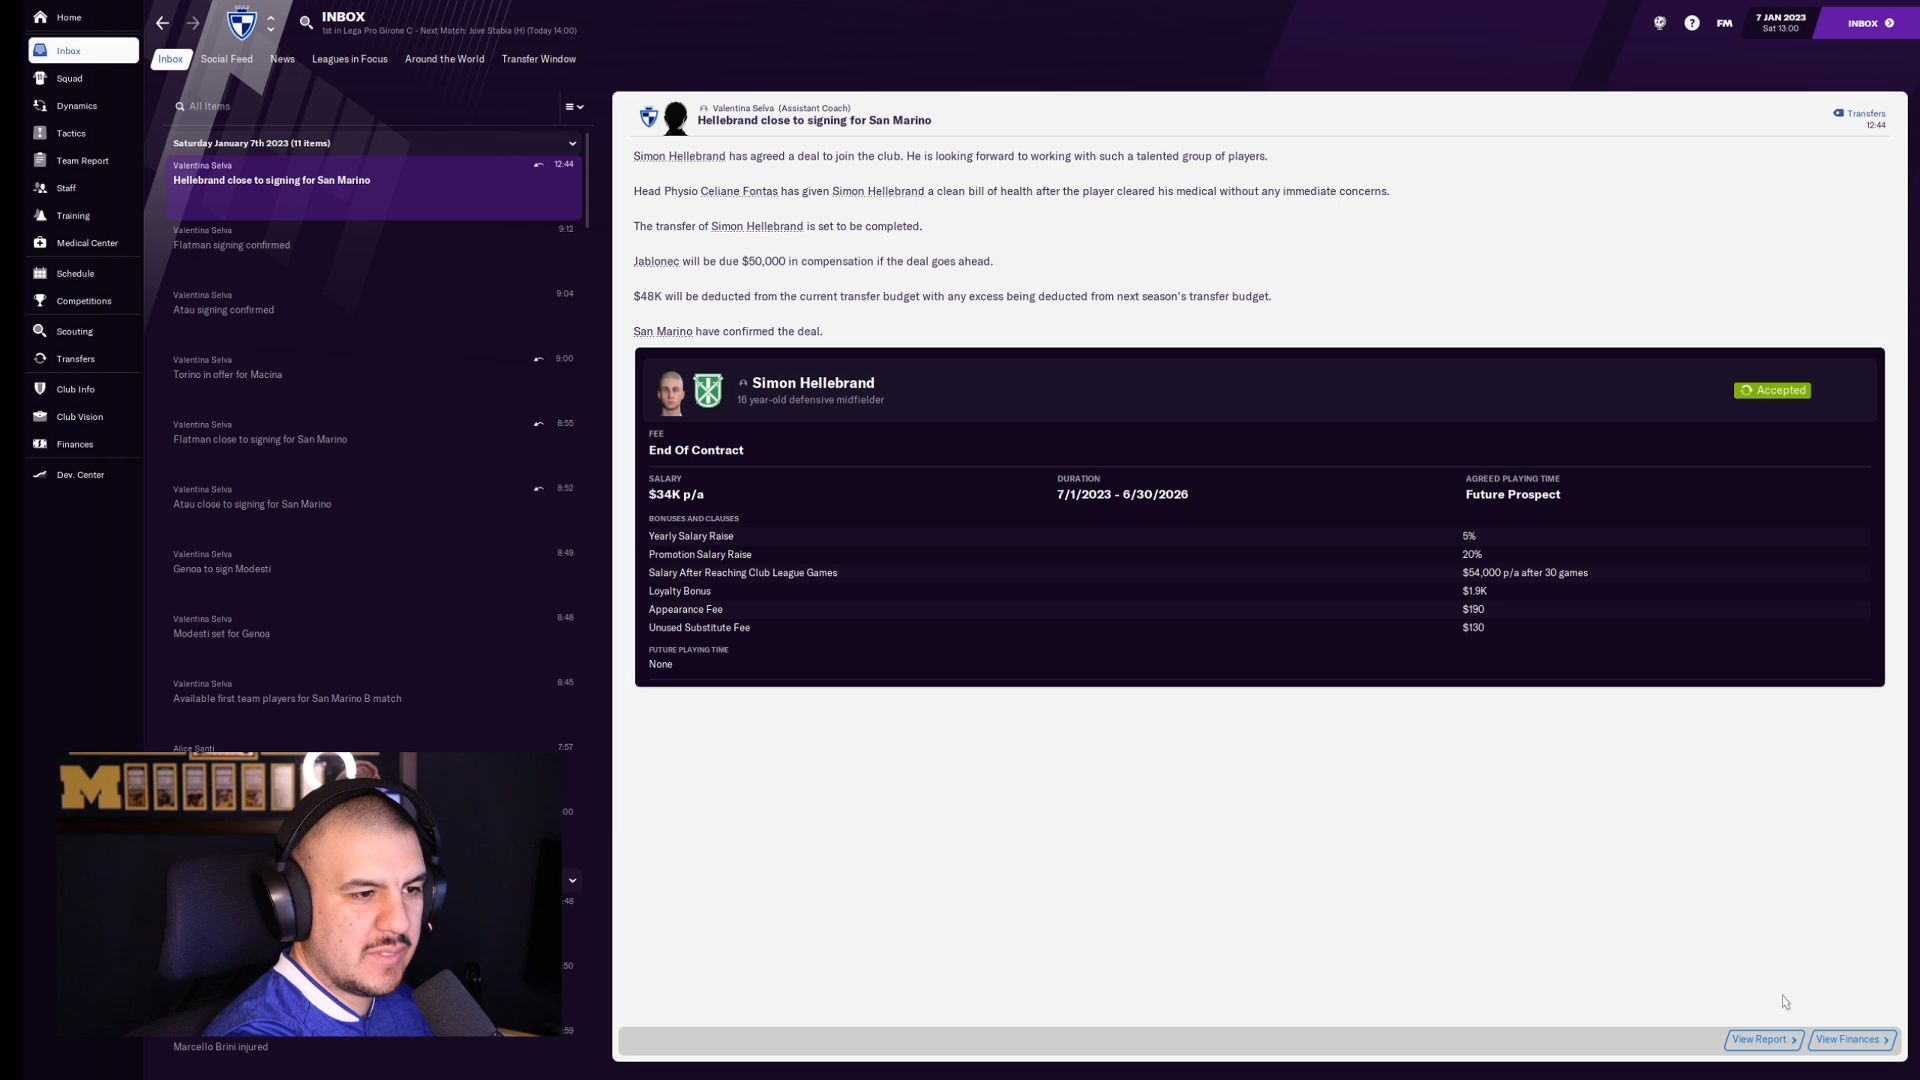 Home
Inbox
Squad
Dynamics
Tactics
Team Report
Staff
Training
Medical Center
Schedule
Competitions
Scouting
Transfers
Club Info
Club Vision
Finances
Dev. Center
INBOX
1st in Lega Pro Girone C - Next Match: Juve Stabia (H) (Today 14:00)
FM
7 JAN 2023
Sat 13:00
INBOX
Inbox
Social Feed
News
Leagues in Focus
Around the World
Transfer Window
All Items
Saturday January 7th 2023 (11 items)
Valentina Selva 12:44
Hellebrand close to signing for San Marino
Valentina Selva 9:12
Flatman signing confirmed
Valentina Selva 9:04
Atau signing confirmed
Valentina Selva 9:00
Torino in offer for Macina
Valentina Selva 8:55
Flatman close to signing for San Marino
Valentina Selva 8:52
Atau close to signing for San Marino
Valentina Selva 8:49
Genoa to sign Modesti
Valentina Selva 8:48
Modesti set for Genoa
Valentina Selva 8:45
Available first team players for San Marino B match
Alice Santi 7:57
:00
:48
:50
:59
Marcello Brini injured
M
Valentina Selva (Assistant Coach)
Hellebrand close to signing for San Marino
Transfers
12:44
Simon Hellebrand has agreed a deal to join the club. He is looking forward to working with such a talented group of players.
Head Physio Celiane Fontas has given Simon Hellebrand a clean bill of health after the player cleared his medical without any immediate concerns.
The transfer of Simon Hellebrand is set to be completed.
Jablonec will be due $50,000 in compensation if the deal goes ahead.
$48K will be deducted from the current transfer budget with any excess being deducted from next season's transfer budget.
San Marino have confirmed the deal.
Simon Hellebrand
16 year-old defensive midfielder
Accepted
FEE
End Of Contract
SALARY DURATION AGREED PLAYING TIME
$34K p/a 7/1/2023 - 6/30/2026 Future Prospect
BONUSES AND CLAUSES
Yearly Salary Raise 5%
Promotion Salary Raise 20%
Salary After Reaching Club League Games $54,000 p/a after 30 games
Loyalty Bonus $1.9K
Appearance Fee $190
Unused Substitute Fee $130
FUTURE PLAYING TIME
None
View Report
View Finances